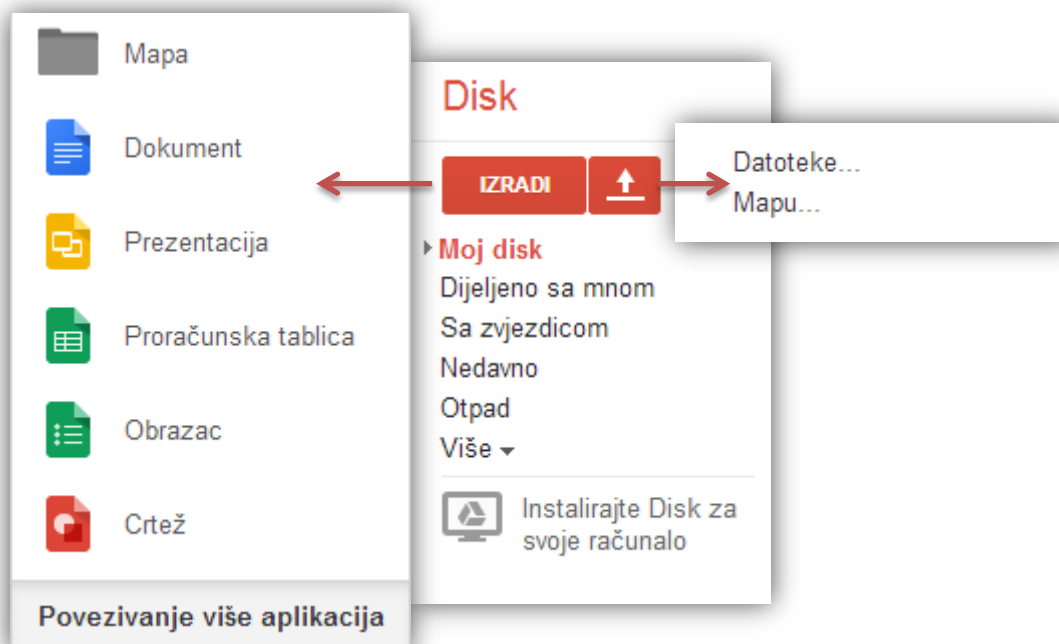 Mapa
Dokument
Prezentacija
Proračunska tablica
Obrazac
Crtež
Povezivanje više aplikacija
Disk
IZRADI
Moj disk
Dijeljeno sa mnom
Sa zvjezdicom
Nedavno
Otpad
Više
Instalirajte Disk za
svoje računalo
Datoteke...
Mapu...